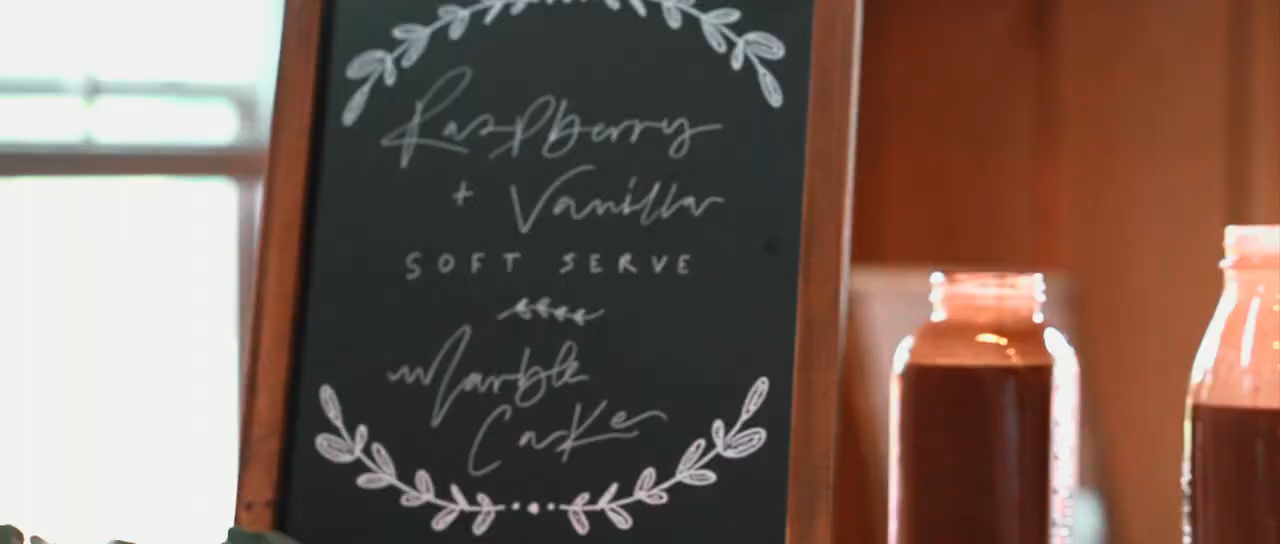 Raspberry
+ Vanilla
SOFT SERVE
Marble
Cake